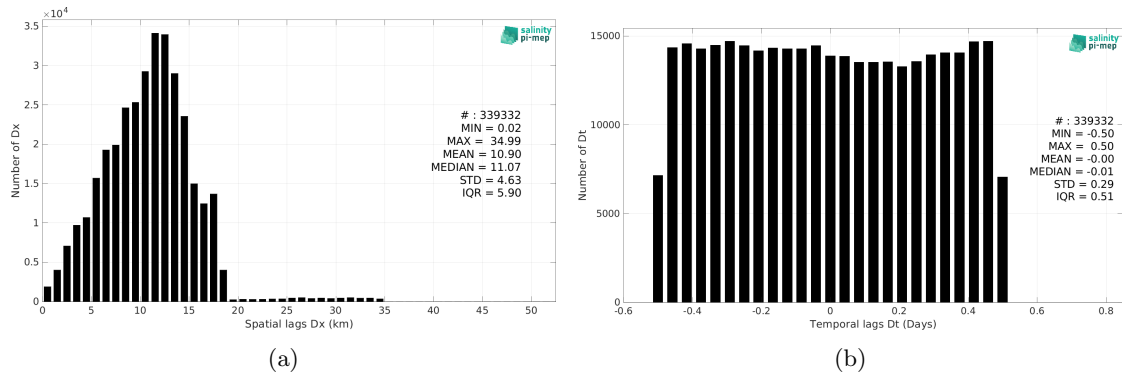 ×10⁴
3.5
3
2.5
2
1.5
1
0.5
0
Number of Dx
salinity
pi-mep
# : 339332
MIN = 0.02
MAX = 34.99
MEAN = 10.90
MEDIAN = 11.07
STD = 4.63
IQR = 5.90
0 5 10 15 20 25 30 35 40 45 50
Spatial lags Dx (km)
(a)
15000
10000
5000
0
Number of Dt
salinity
pi-mep
# : 339332
MIN = -0.50
MAX = 0.50
MEAN = -0.00
MEDIAN = -0.01
STD = 0.29
IQR = 0.51
-0.6 -0.4 -0.2 0 0.2 0.4 0.6 0.8
Temporal lags Dt (Days)
(b)